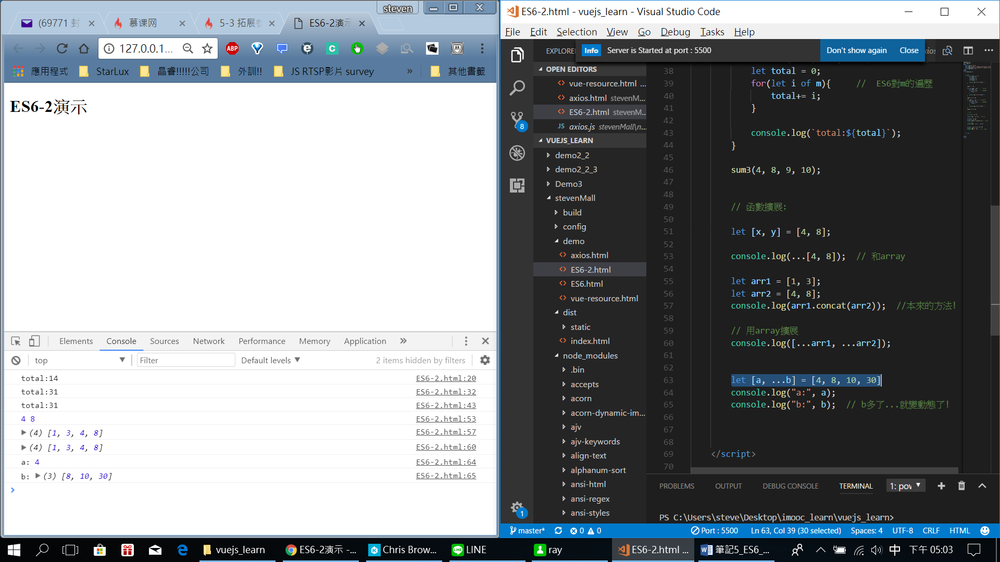 steven
(69771 封
慕课网
5-3 拓展参
ES6-2演示
127.0.0.1...
應用程式
StarLux
晶睿!!!!!公司
外訓!!
JS RTSP影片 survey
»
其他書籤
ES6-2演示
Elements Console Sources Network Performance Memory Application »
top Filter Default levels 2 items hidden by filters
total:14 ES6-2.html:20
total:31 ES6-2.html:32
total:31 ES6-2.html:43
4 8 ES6-2.html:53
(4) [1, 3, 4, 8] ES6-2.html:57
(4) [1, 3, 4, 8] ES6-2.html:60
a: 4 ES6-2.html:64
b: (3) [8, 10, 30] ES6-2.html:65
ES6-2.html - vuejs_learn - Visual Studio Code
File Edit Selection View Go Debug Tasks Help
EXPLORE
Info Server is Started at port : 5500 Don't show again Close
8
1
OPEN EDITORS
vue-resource.html ...
axios.html stevenM...
ES6-2.html stevenM...
JS axios.js stevenMall\n...
VUEJS_LEARN
demo2_2
demo2_2_3
Demo3
stevenMall
build
config
demo
axios.html
ES6-2.html
ES6.html
vue-resource.html
dist
static
index.html
node_modules
.bin
accepts
acorn
acorn-dynamic-im...
ajv
ajv-keywords
align-text
alphanum-sort
ansi-html
ansi-regex
ansi-styles
38 let total = 0;
39 for(let i of m){ // ES6對m的遍歷
40 total+= i;
41 }
42
43 console.log(`total:${total}`);
44 }
45
46 sum3(4, 8, 9, 10);
47
48
49 // 函數擴展:
50
51 let [x, y] = [4, 8];
52
53 console.log(...[4, 8]); // 和array
54
55 let arr1 = [1, 3];
56 let arr2 = [4, 8];
57 console.log(arr1.concat(arr2)); //本來的方法!
58
59 // 用array擴展
60 console.log([...arr1, ...arr2]);
61
62
63 let [a, ...b] = [4, 8, 10, 30]
64 console.log("a:", a);
65 console.log("b:", b); // b多了...就變動態了!
66
67
68
69 </script>
70
PROBLEMS OUTPUT DEBUG CONSOLE TERMINAL 1: pov
PS C:\Users\steve\Desktop\imooc_learn\vuejs_learn>
master* 0 0 Port : 5500 Ln 63, Col 39 (30 selected) Spaces: 4 UTF-8 CRLF HTML
vuejs_learn
ES6-2演示 -...
Chris Brow...
LINE
ray
ES6-2.html ...
筆記5_ES6_...
中
下午 05:03